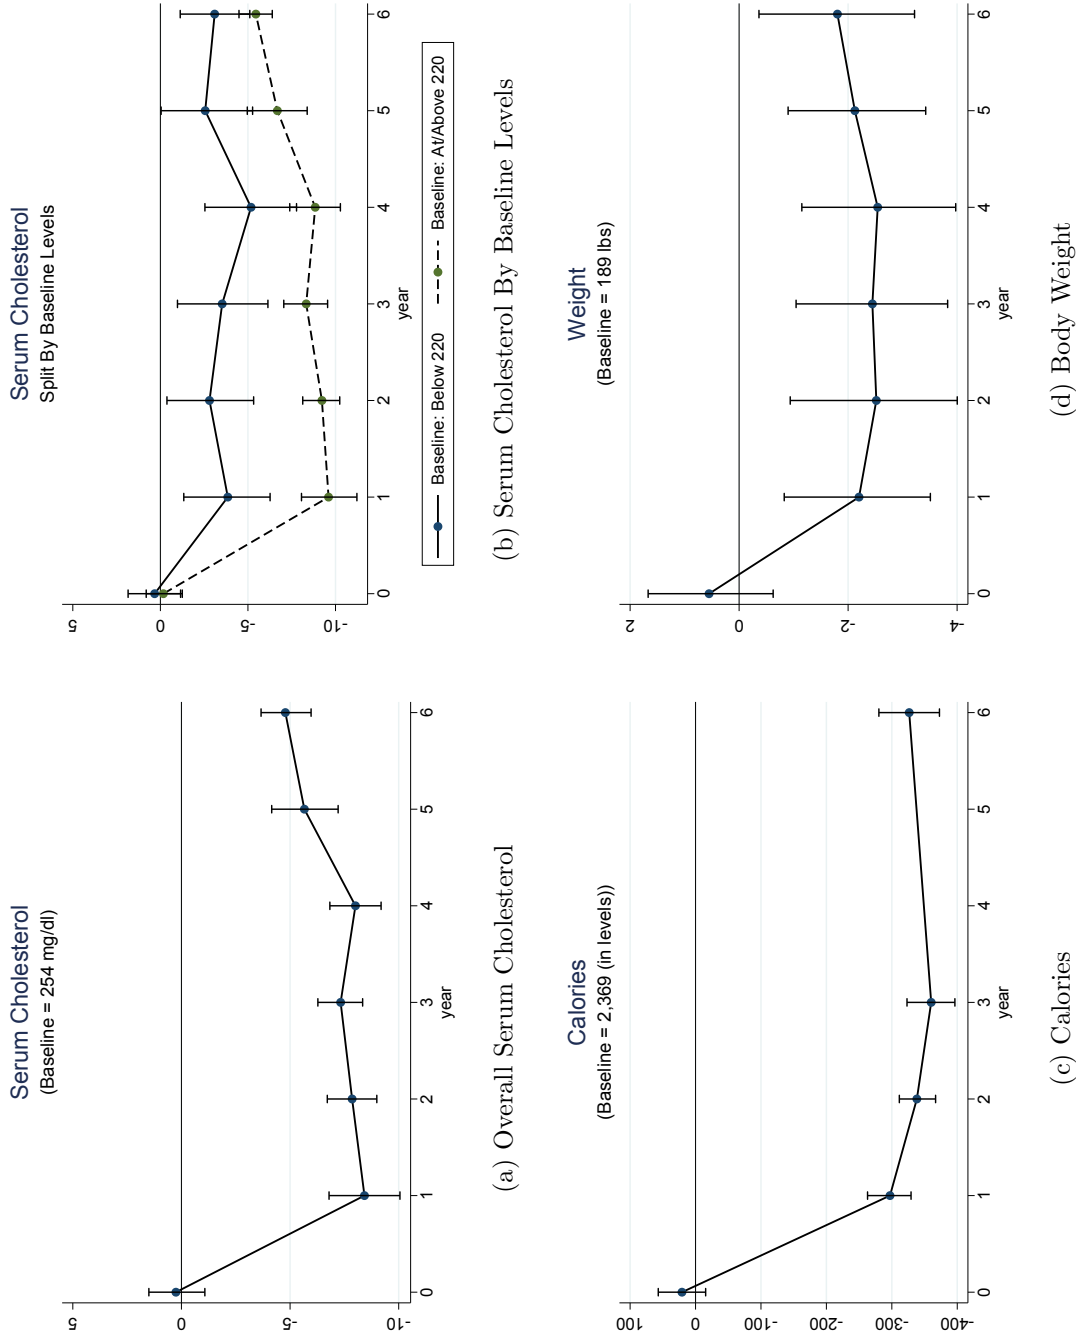 Serum Cholesterol
(Baseline = 254 mg/dl)
5
0
-5
-10
0 1 2 3 4 5 6
year
(a) Overall Serum Cholesterol
Serum Cholesterol
Split By Baseline Levels
5
0
-5
-10
0 1 2 3 4 5 6
year
Baseline: Below 220 Baseline: At/Above 220
(b) Serum Cholesterol By Baseline Levels
Calories
(Baseline = 2,369 (in levels))
100
0
-100
-200
-300
-400
0 1 2 3 4 5 6
year
(c) Calories
Weight
(Baseline = 189 lbs)
2
0
-2
-4
0 1 2 3 4 5 6
year
(d) Body Weight